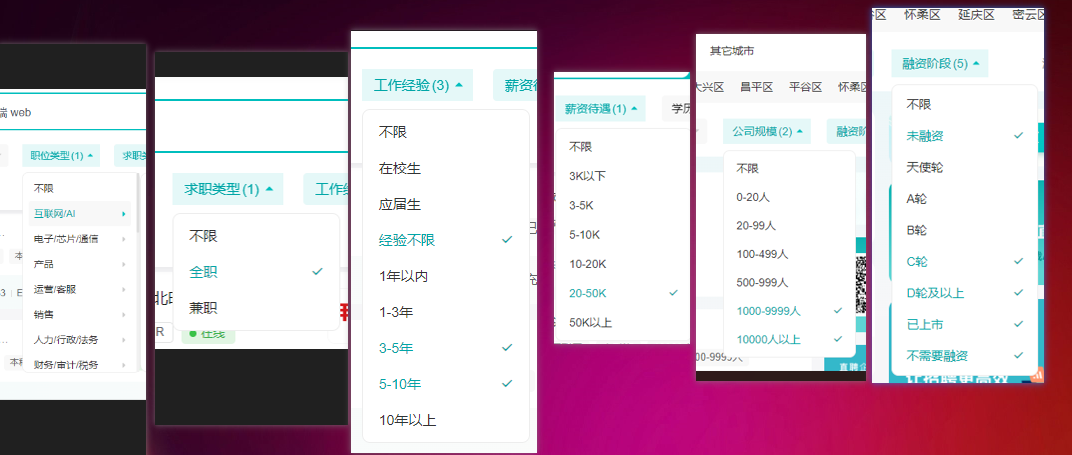 端 web
职位类型(1)
求职
不限
互联网/AI
电子/芯片/通信
产品
运营/客服
销售
人力/行政/法务
财务/审计/税务
求职类型(1)
工作
不限
全职
兼职
在线
工作经验(3)
薪资待
不限
在校生
应届生
经验不限
1年以内
1-3年
3-5年
5-10年
10年以上
薪资待遇(1)
学历
不限
3K以下
3-5K
5-10K
10-20K
20-50K
50K以上
其它城市
大兴区
昌平区
平谷区
怀柔区
公司规模(2)
融资阶
不限
0-20人
20-99人
100-499人
500-999人
1000-9999人
10000人以上
怀柔区
延庆区
密云区
融资阶段(5)
不限
未融资
天使轮
A轮
B轮
C轮
D轮及以上
已上市
不需要融资